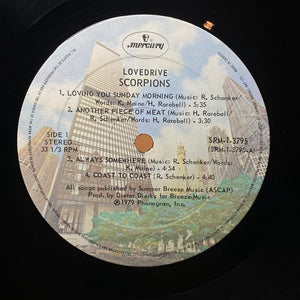 mercury
LOVEDRIVE
SCORPIONS
1. LOVING YOU SUNDAY MORNING (Music: R. Schenker/
Words: K. Meine/H. Rarebell) - 5:35
2. ANOTHER PIECE OF MEAT (Music: R.
Schenker/Words: H. Rarebell) - 3:30
SIDE 1
STEREO
33 1/3 RPM
SRM-1-3795
(SRM-1-3795-A)
3. ALWAYS SOMEWHERE (Music: R. Schenker/Words: K.
Meine) - 4:54
4. COAST TO COAST (Music: R. Schenker) - 4:40
All songs published by Summer Breeze Music (ASCAP)
Prod. by Dieter Dierks for Breeze-Music
℗1979 Phonogram, Inc.